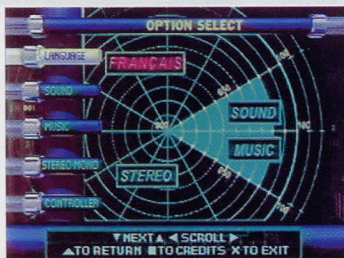 OPTION SELECT
LANGUAGE
FRANCAIS
SOUND
SOUND
MUSIC
MUSIC
STEREO MONO
STEREO
CONTROLLER
▼NEXT▲ ◀SCROLL▶
▲TO RETURN ■TO CREDITS ×TO EXIT